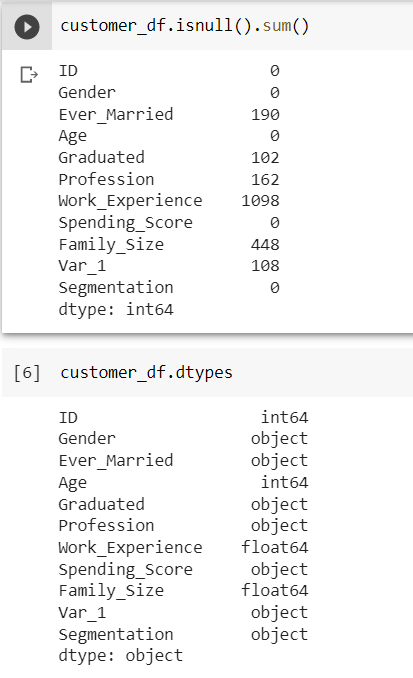 customer_df.isnull().sum()
ID 0
Gender 0
Ever_Married 190
Age 0
Graduated 102
Profession 162
Work_Experience 1098
Spending_Score 0
Family_Size 448
Var_1 108
Segmentation 0
dtype: int64
[6] customer_df.dtypes
ID int64
Gender object
Ever_Married object
Age int64
Graduated object
Profession object
Work_Experience float64
Spending_Score object
Family_Size float64
Var_1 object
Segmentation object
dtype: object